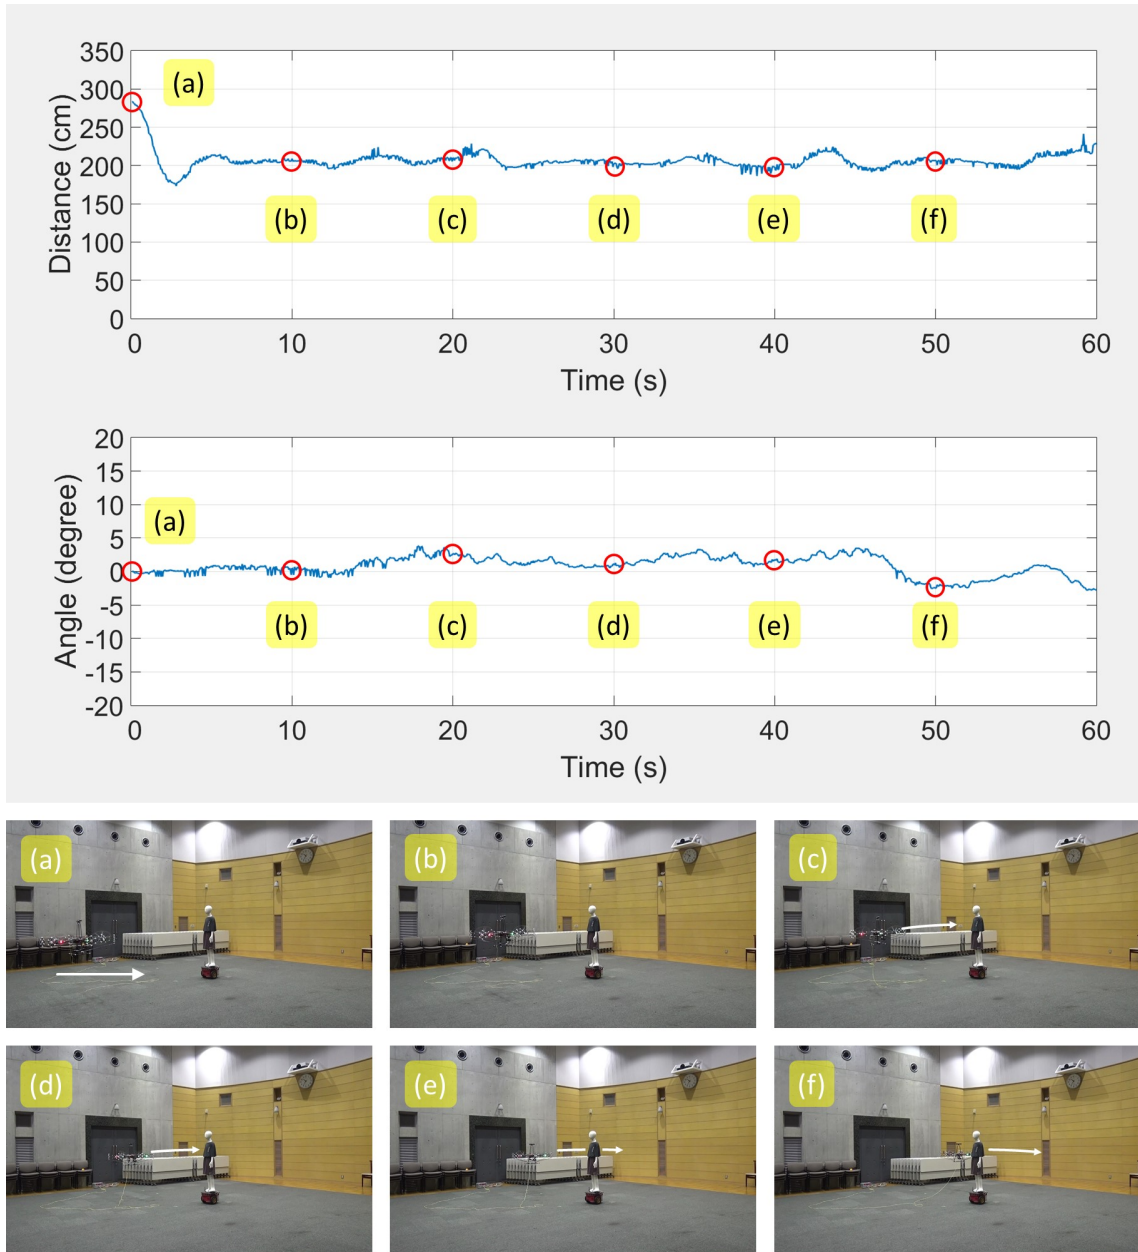 350
300
250
200
150
100
50
0
Distance (cm)
(a)
(b) (c) (d) (e) (f)
0 10 20 30 40 50 60
Time (s)
20
15
10
5
0
-5
-10
-15
-20
Angle (degree)
(a)
(b) (c) (d) (e) (f)
0 10 20 30 40 50 60
Time (s)
(a) (b) (c)
(d) (e) (f)